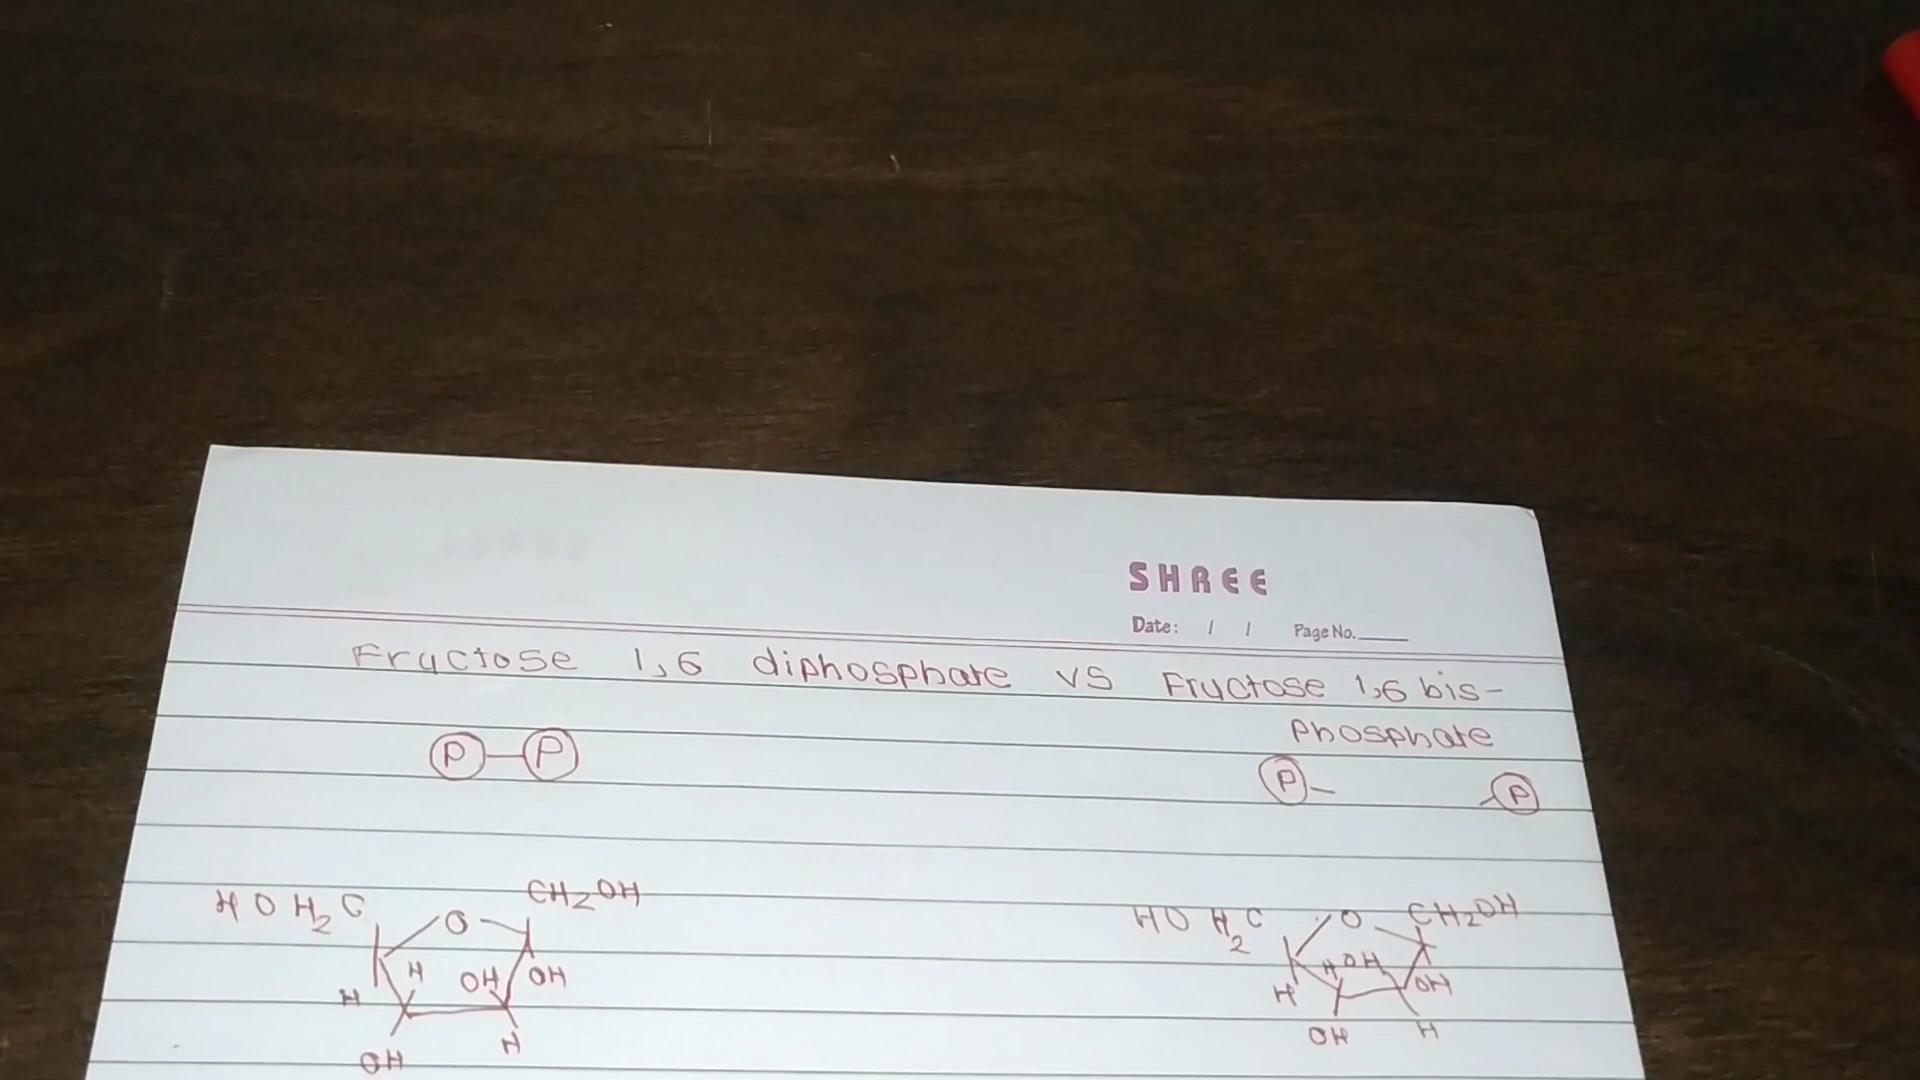 SHREE
Date: / / Page No.
Fructose 1,6 diphosphate vs Fructose 1,6 bis-
phosphate
P-P
P- P
HOH2C O CH2OH
HO H2C O CH2OH
H H OH OH
H H OH OH
OH H
OH H